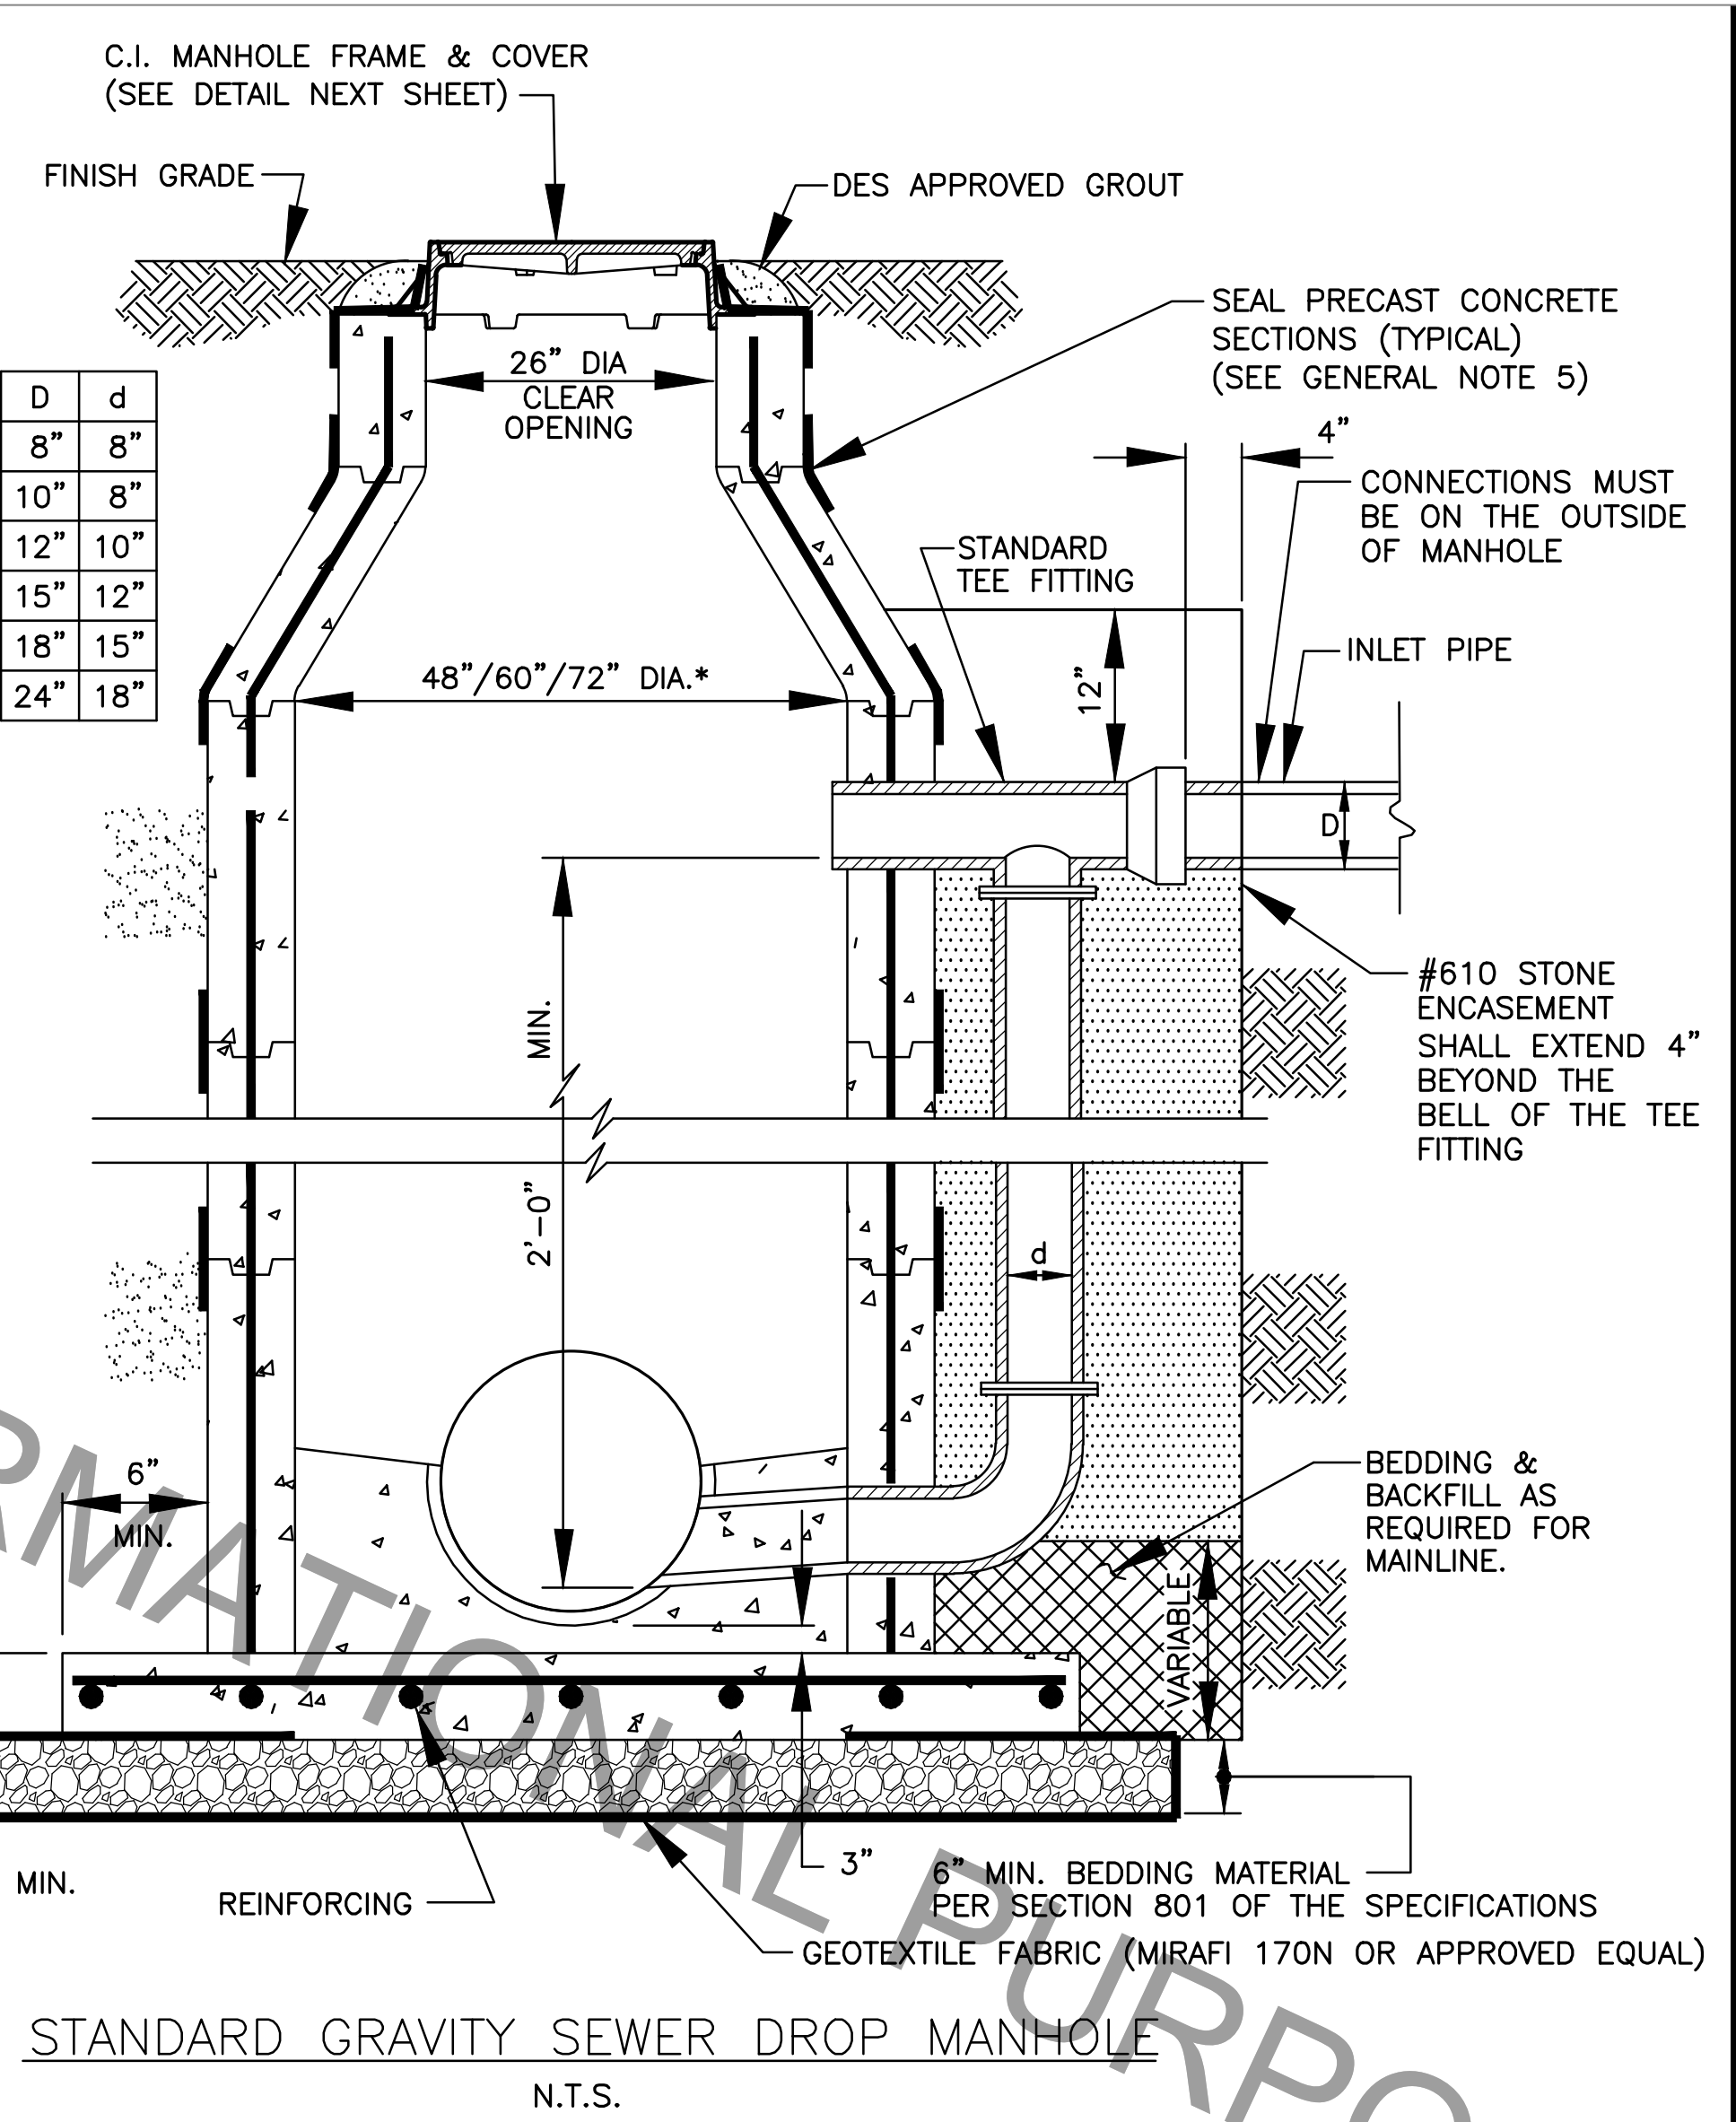 C.I. MANHOLE FRAME & COVER
(SEE DETAIL NEXT SHEET)
FINISH GRADE
DES APPROVED GROUT
SEAL PRECAST CONCRETE
SECTIONS (TYPICAL)
(SEE GENERAL NOTE 5)
26" DIA
CLEAR
OPENING
D d
8" 8"
10" 8"
12" 10"
15" 12"
18" 15"
24" 18"
4"
CONNECTIONS MUST
BE ON THE OUTSIDE
OF MANHOLE
STANDARD
TEE FITTING
INLET PIPE
48"/60"/72" DIA.*
12"
D
#610 STONE
ENCASEMENT
SHALL EXTEND 4"
BEYOND THE
BELL OF THE TEE
FITTING
MIN.
2'-0"
d
BEDDING &
BACKFILL AS
REQUIRED FOR
MAINLINE.
6"
MIN.
VARIABLE
3"
6" MIN. BEDDING MATERIAL
PER SECTION 801 OF THE SPECIFICATIONS
MIN.
REINFORCING
GEOTEXTILE FABRIC (MIRAFI 170N OR APPROVED EQUAL)
STANDARD GRAVITY SEWER DROP MANHOLE
N.T.S.
RMATIONAL PURPO